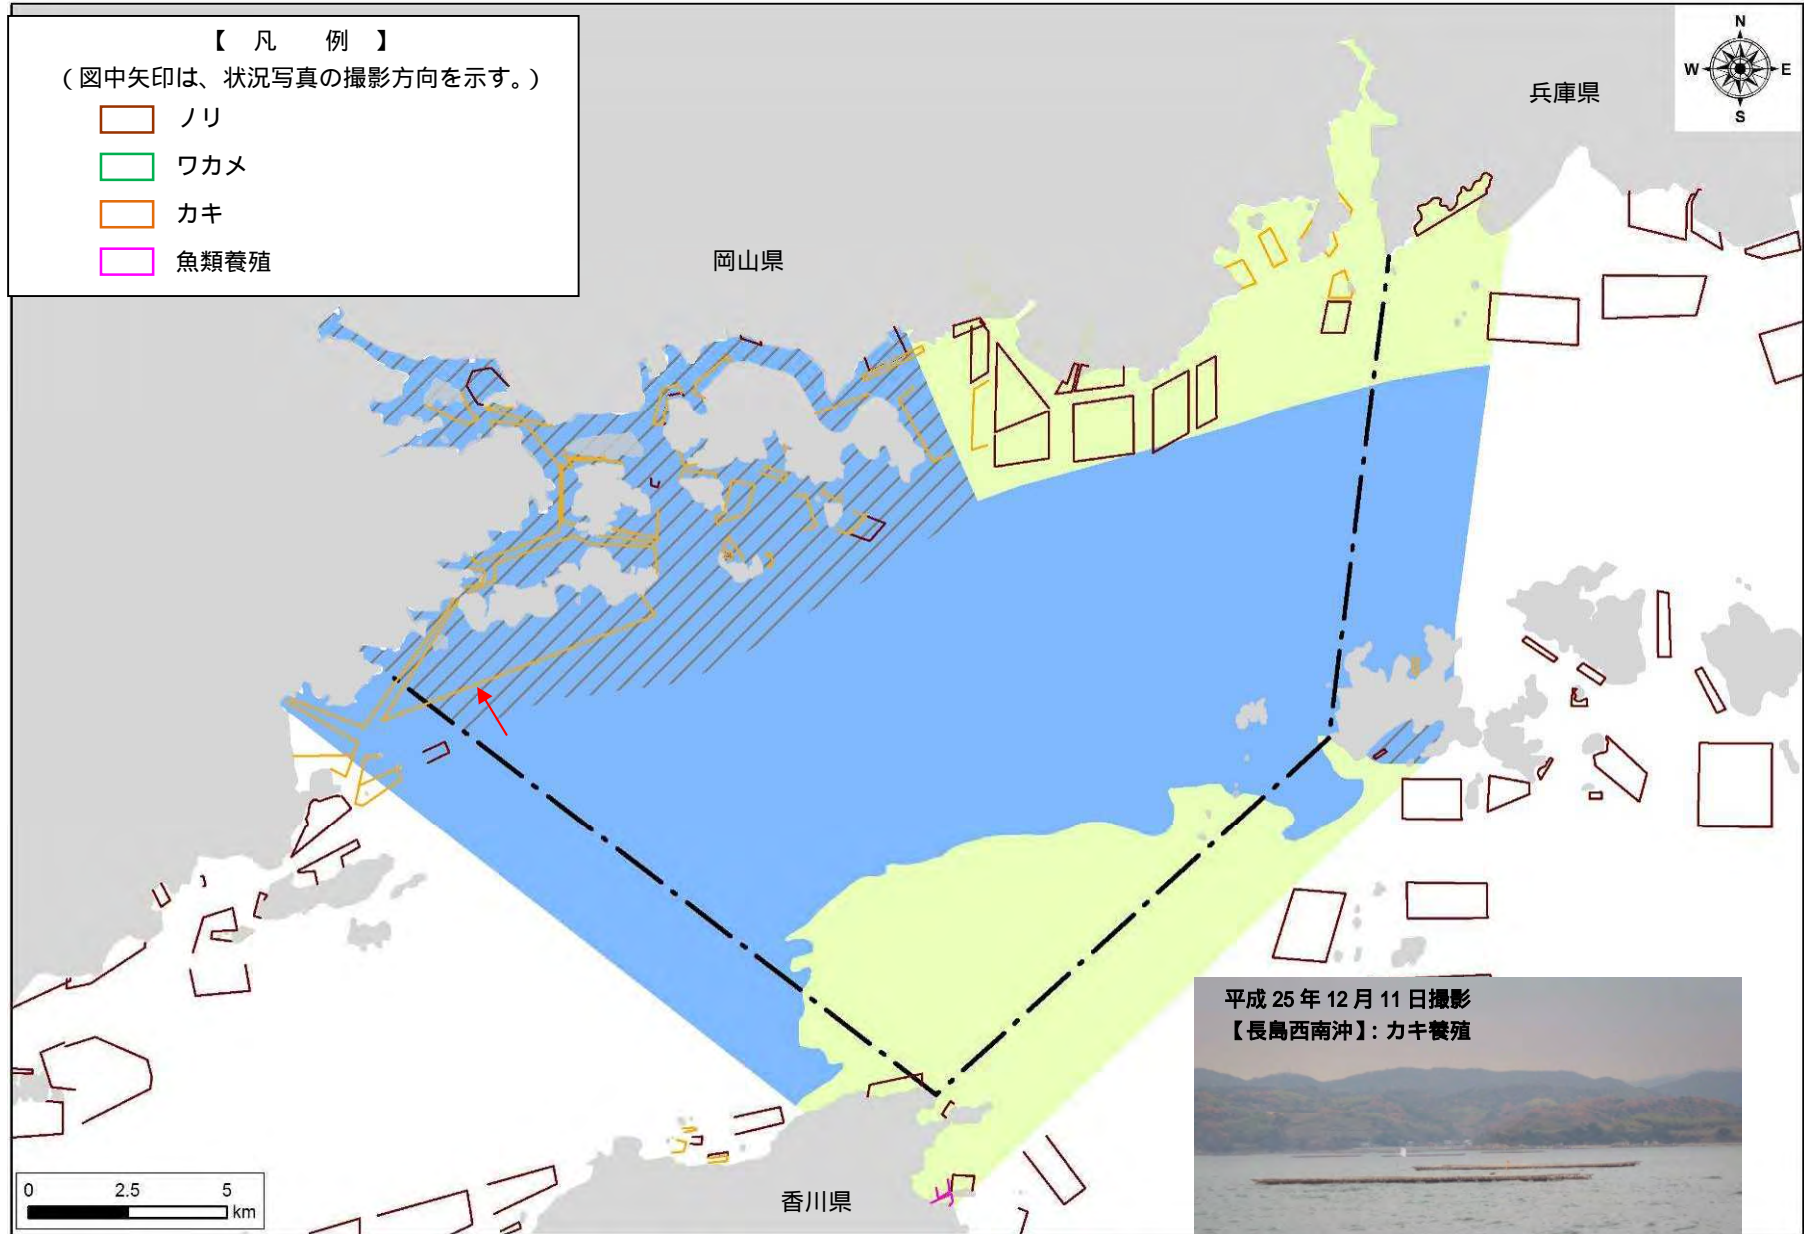 【 凡 例 】
(図中矢印は、状況写真の撮影方向を示す。)
ノリ
ワカメ
カキ
魚類養殖
N
W E
S
兵庫県
岡山県
平成 25 年 12 月 11 日撮影
【長島西南沖】: カキ養殖
香川県
0 2.5 5
km